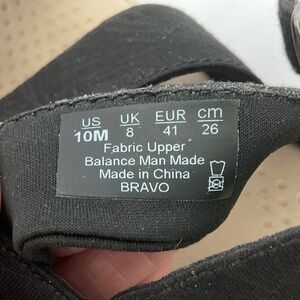 US UK EUR cm
10M 8 41 26
Fabric Upper
Balance Man Made
Made in China
BRAVO